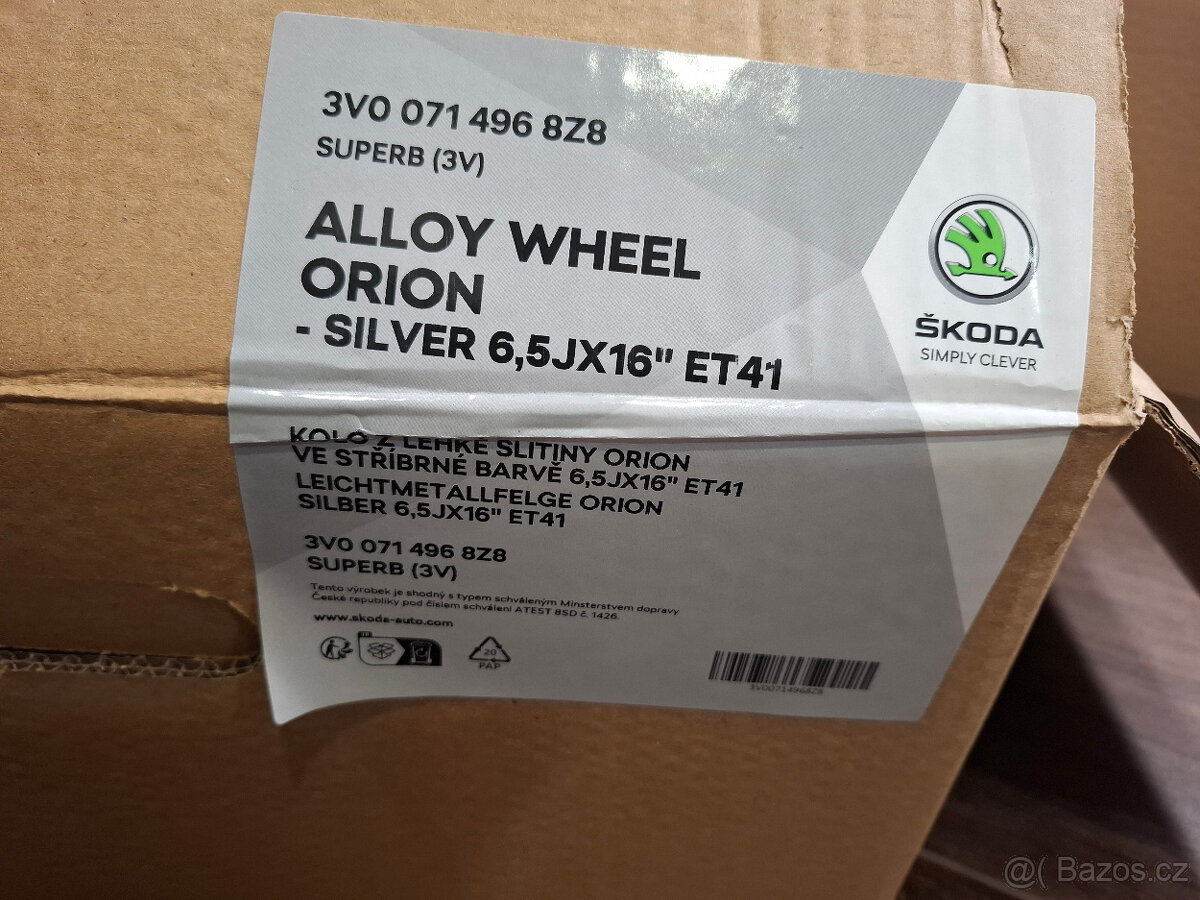 3V0 071 496 8Z8
SUPERB (3V)
ALLOY WHEEL
ORION
- SILVER 6,5JX16" ET41
ŠKODA
SIMPLY CLEVER
KOLO Z LEHKÉ SLITINY ORION
VE STŘÍBRNÉ BARVĚ 6,5JX16" ET41
LEICHTMETALLFELGE ORION
SILBER 6,5JX16" ET41
3V0 071 496 8Z8
SUPERB (3V)
Tento výrobek je shodný s typem schváleným Minsterstvem dopravy
České republiky pod číslem schválení ATEST 8SD č. 1426.
www.skoda-auto.com
20
PAP
3V00714968Z8
@( Bazos.cz